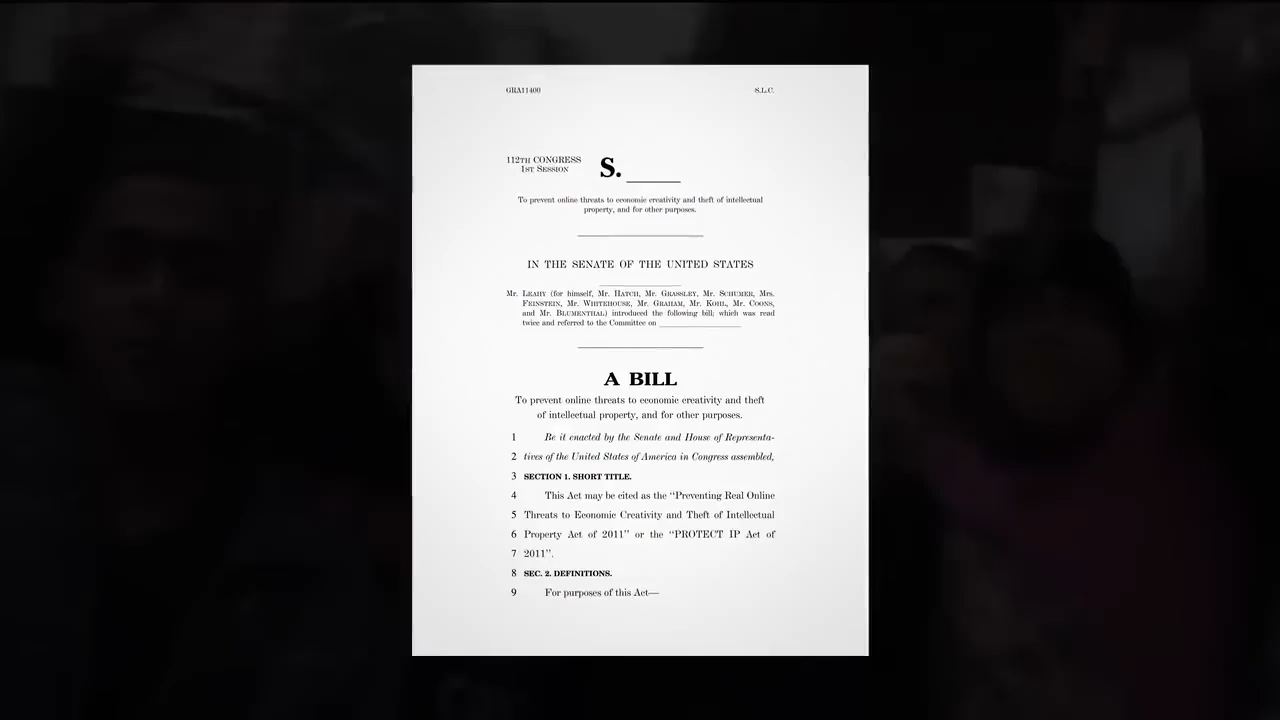 GRA11400 S.L.C.
112TH CONGRESS
1ST SESSION
S. ______
To prevent online threats to economic creativity and theft of intellectual
property, and for other purposes.
IN THE SENATE OF THE UNITED STATES
Mr. LEAHY (for himself, Mr. HATCH, Mr. GRASSLEY, Mr. SCHUMER, Mrs.
FEINSTEIN, Mr. WHITEHOUSE, Mr. GRAHAM, Mr. KOHL, Mr. COONS,
and Mr. BLUMENTHAL) introduced the following bill; which was read
twice and referred to the Committee on ______________
A BILL
To prevent online threats to economic creativity and theft
of intellectual property, and for other purposes.
1 Be it enacted by the Senate and House of Representa-
2 tives of the United States of America in Congress assembled,
3 SECTION 1. SHORT TITLE.
4 This Act may be cited as the ‘‘Preventing Real Online
5 Threats to Economic Creativity and Theft of Intellectual
6 Property Act of 2011’’ or the ‘‘PROTECT IP Act of
7 2011’’.
8 SEC. 2. DEFINITIONS.
9 For purposes of this Act—